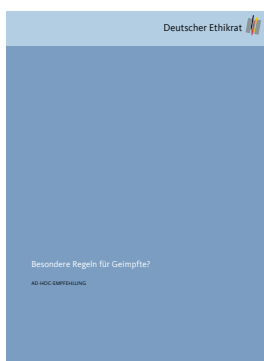 Deutscher Ethikrat
Besondere Regeln für Geimpfte?
AD-HOC-EMPFEHLUNG